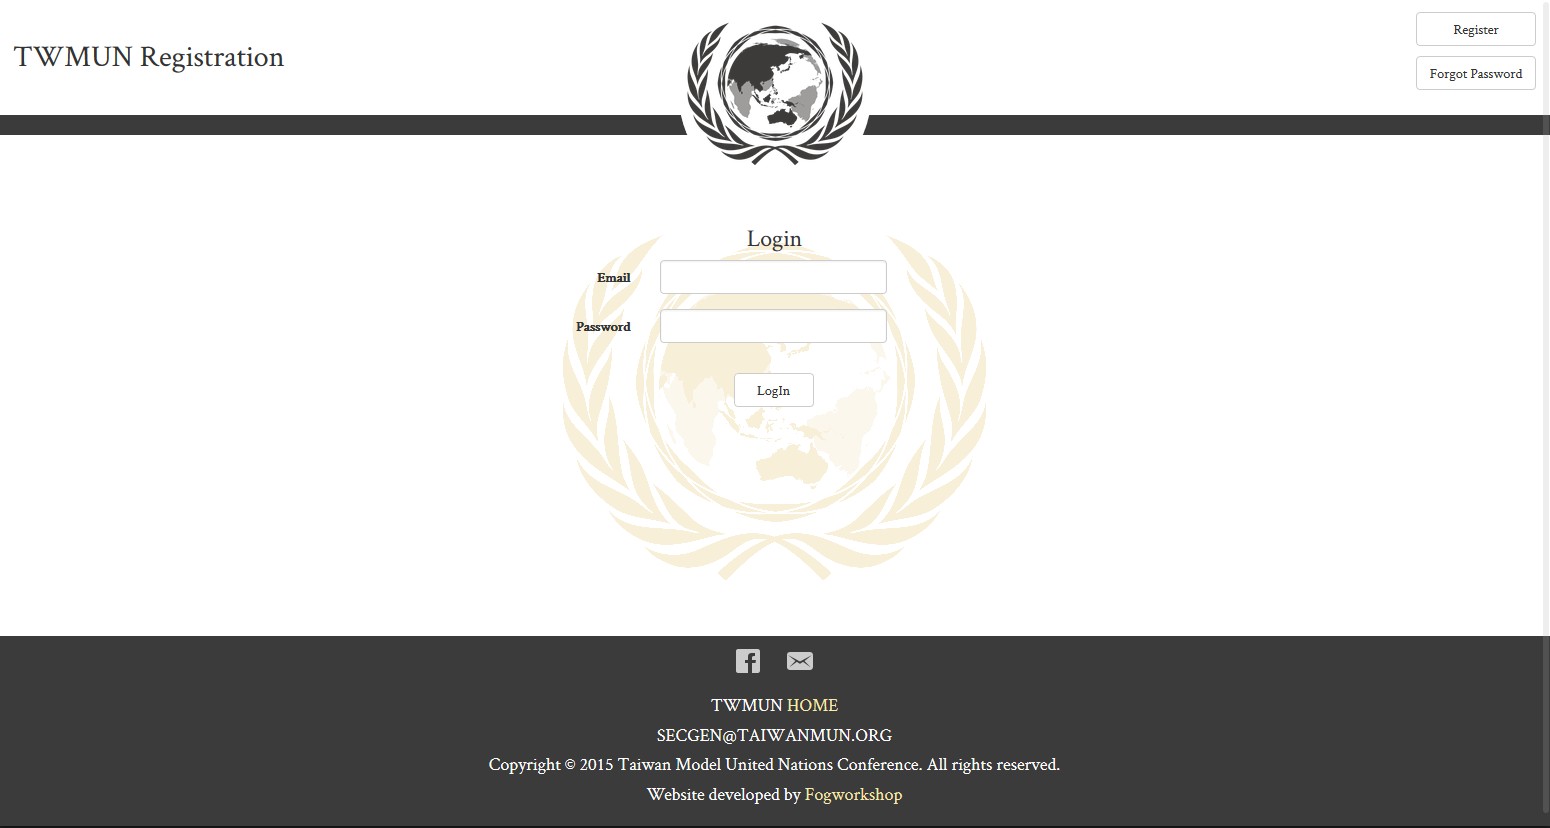 TWMUN Registration
Register
Forgot Password
Login
Email
Password
LogIn
TWMUN HOME
SECGEN@TAIWANMUN.ORG
Copyright © 2015 Taiwan Model United Nations Conference. All rights reserved.
Website developed by Fogworkshop